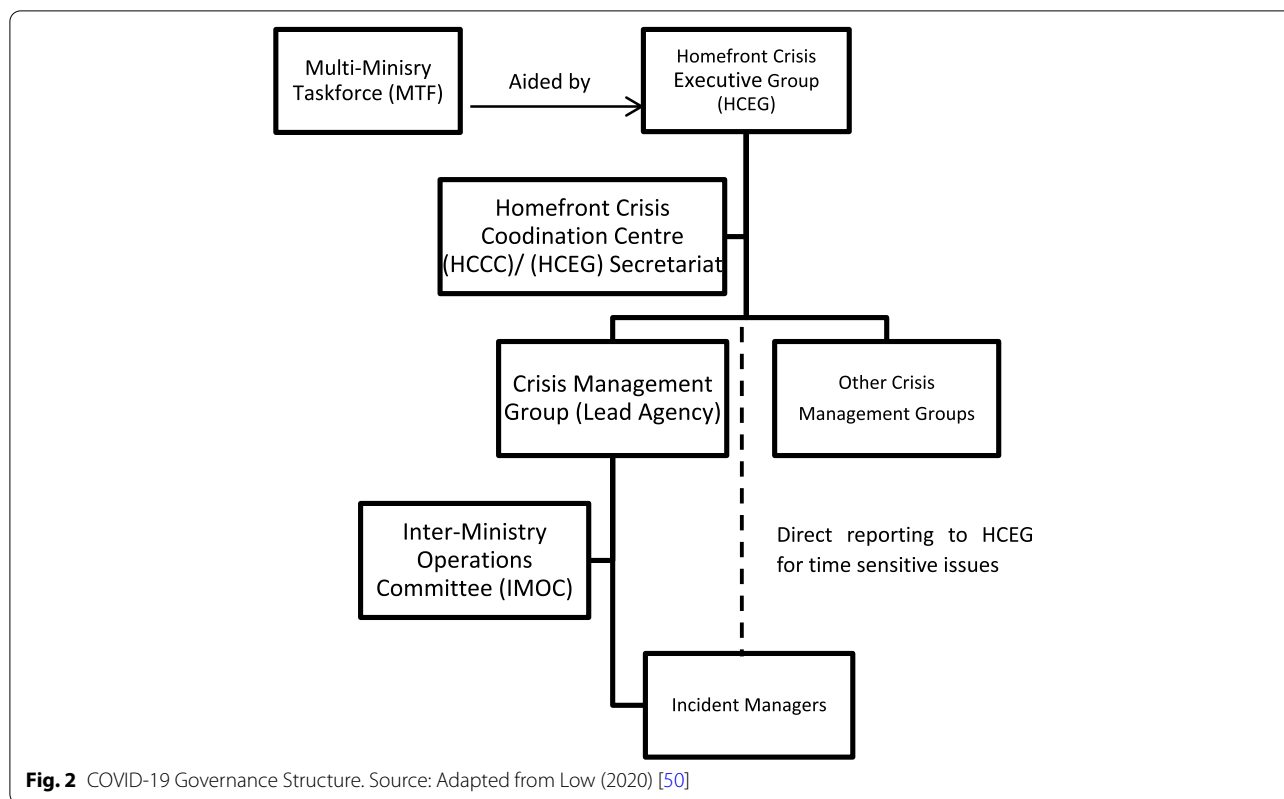 Multi-Minisry
Taskforce (MTF)
Aided by
Homefront Crisis
Executive Group
(HCEG)
Homefront Crisis
Coodination Centre
(HCCC)/ (HCEG) Secretariat
Crisis Management
Group (Lead Agency)
Other Crisis
Management Groups
Inter-Ministry
Operations
Committee (IMOC)
Direct reporting to HCEG
for time sensitive issues
Incident Managers
Fig. 2 COVID-19 Governance Structure. Source: Adapted from Low (2020) [50]